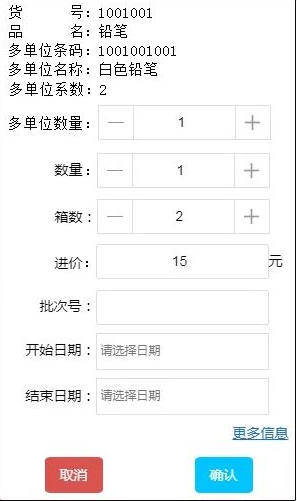 货　　号：1001001
品　　名：铅笔
多单位条码：1001001001
多单位名称：白色铅笔
多单位系数：2
多单位数量： — 1 +
数量： — 1 +
箱数： — 2 +
进价： 15 元
批次号：
开始日期： 请选择日期
结束日期： 请选择日期
更多信息
取消 确认